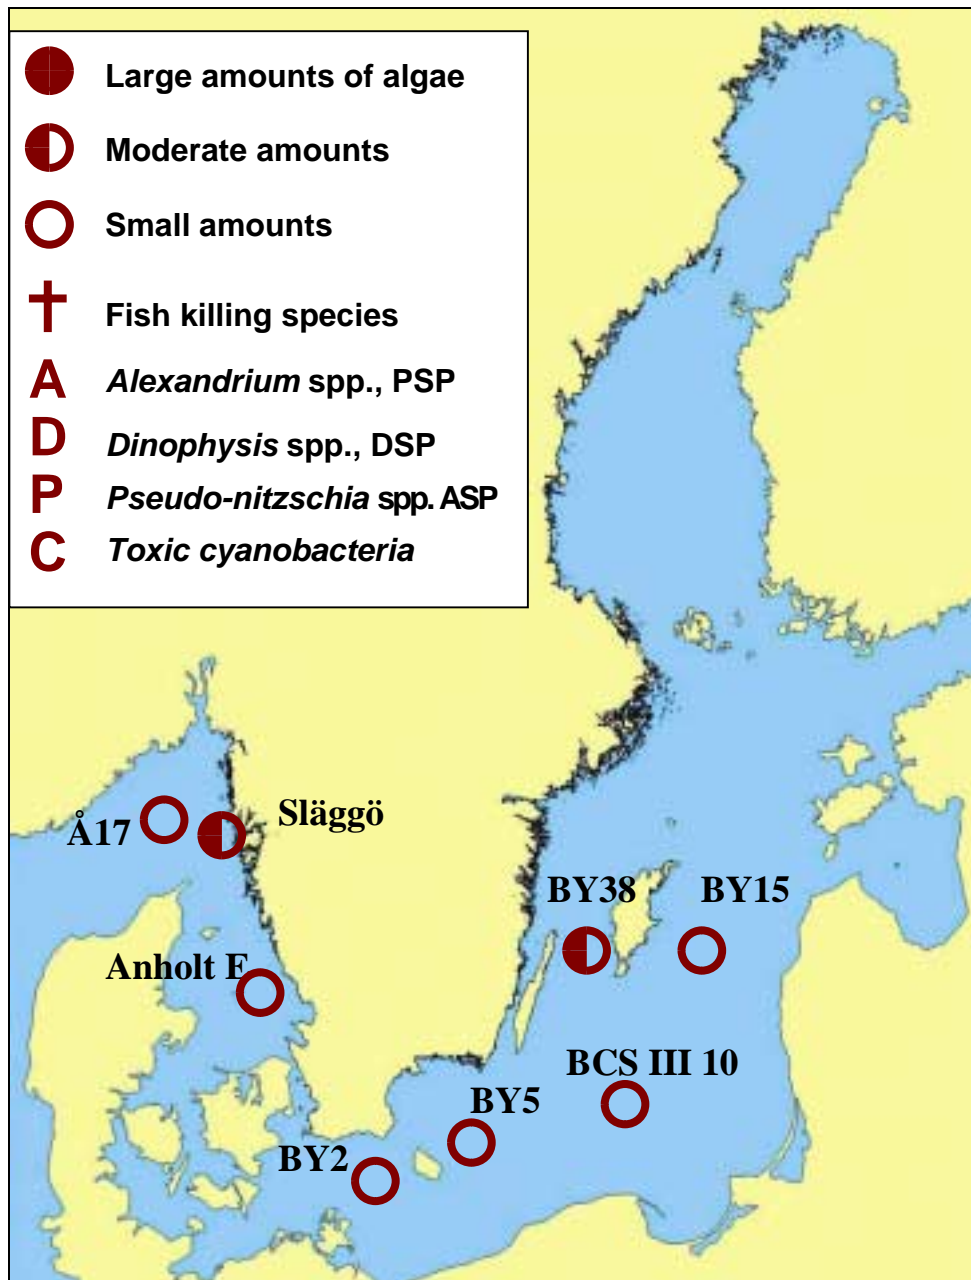 Large amounts of algae
Moderate amounts
Small amounts
Fish killing species
A Alexandrium spp., PSP
D Dinophysis spp., DSP
P Pseudo-nitzschia spp. ASP
C Toxic cyanobacteria
Släggö
Å17
BY38
BY15
Anholt E
BCS III 10
BY5
BY2